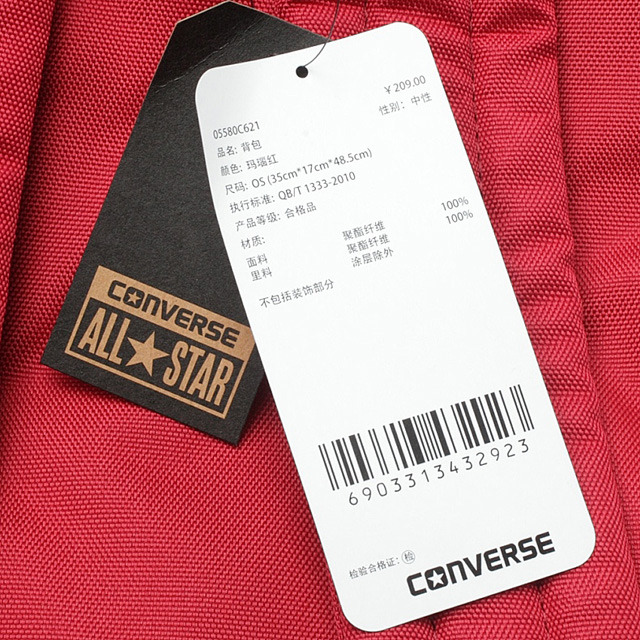 ¥209.00
05580C621
性别: 中性
品名: 背包
颜色: 玛瑙红
尺码: OS (35cm*17cm*48.5cm)
执行标准: QB/T 1333-2010
产品等级: 合格品
材质:
面料 聚酯纤维 100%
里料 聚酯纤维 100%
涂层除外
不包括装饰部分
6903313432923
检验合格证: 检
CONVERSE
CONVERSE
ALL★STAR